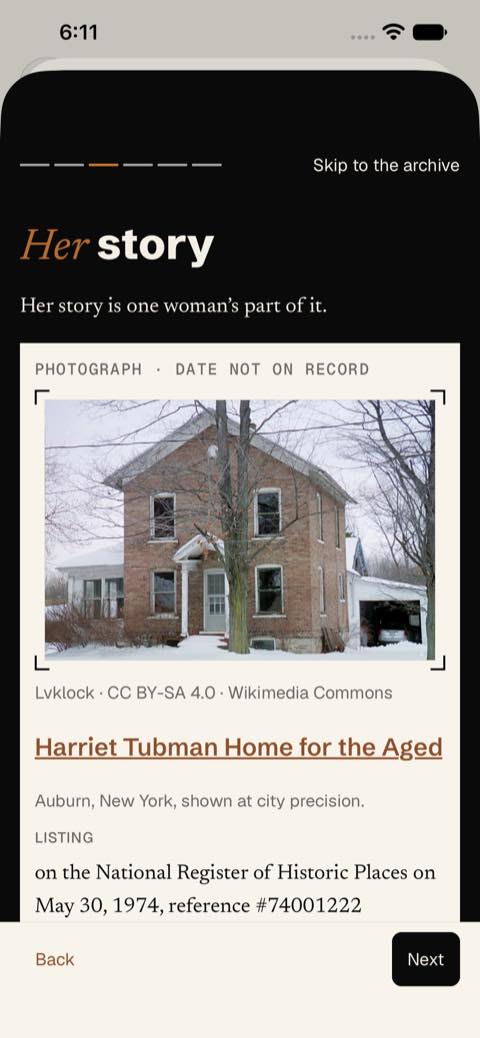 6:11
Skip to the archive
Her story
Her story is one woman’s part of it.
PHOTOGRAPH · DATE NOT ON RECORD
Lvklock · CC BY-SA 4.0 · Wikimedia Commons
Harriet Tubman Home for the Aged
Auburn, New York, shown at city precision.
LISTING
on the National Register of Historic Places on
May 30, 1974, reference #74001222
Back
Next